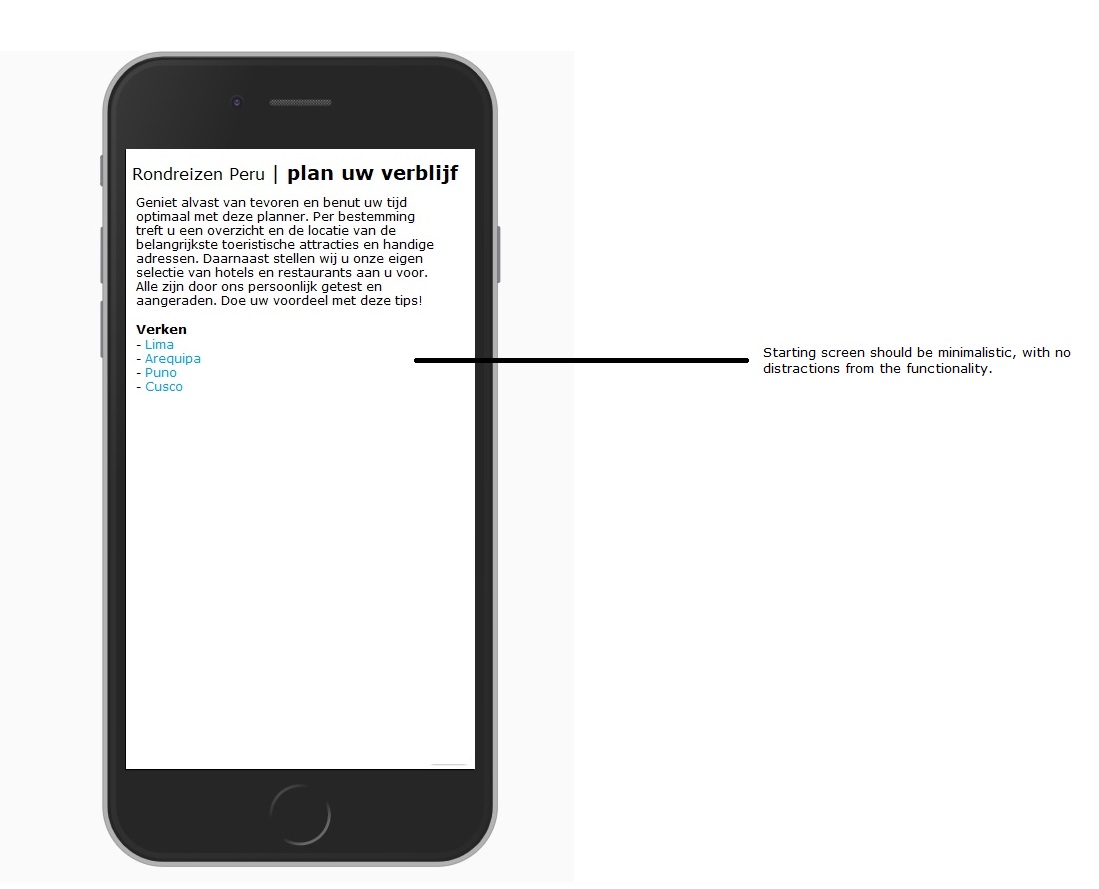 Rondreizen Peru | plan uw verblijf
Geniet alvast van tevoren en benut uw tijd
optimaal met deze planner. Per bestemming
treft u een overzicht en de locatie van de
belangrijkste toeristische attracties en handige
adressen. Daarnaast stellen wij u onze eigen
selectie van hotels en restaurants aan u voor.
Alle zijn door ons persoonlijk getest en
aangeraden. Doe uw voordeel met deze tips!
Verken
- Lima
- Arequipa
- Puno
- Cusco
Starting screen should be minimalistic, with no
distractions from the functionality.